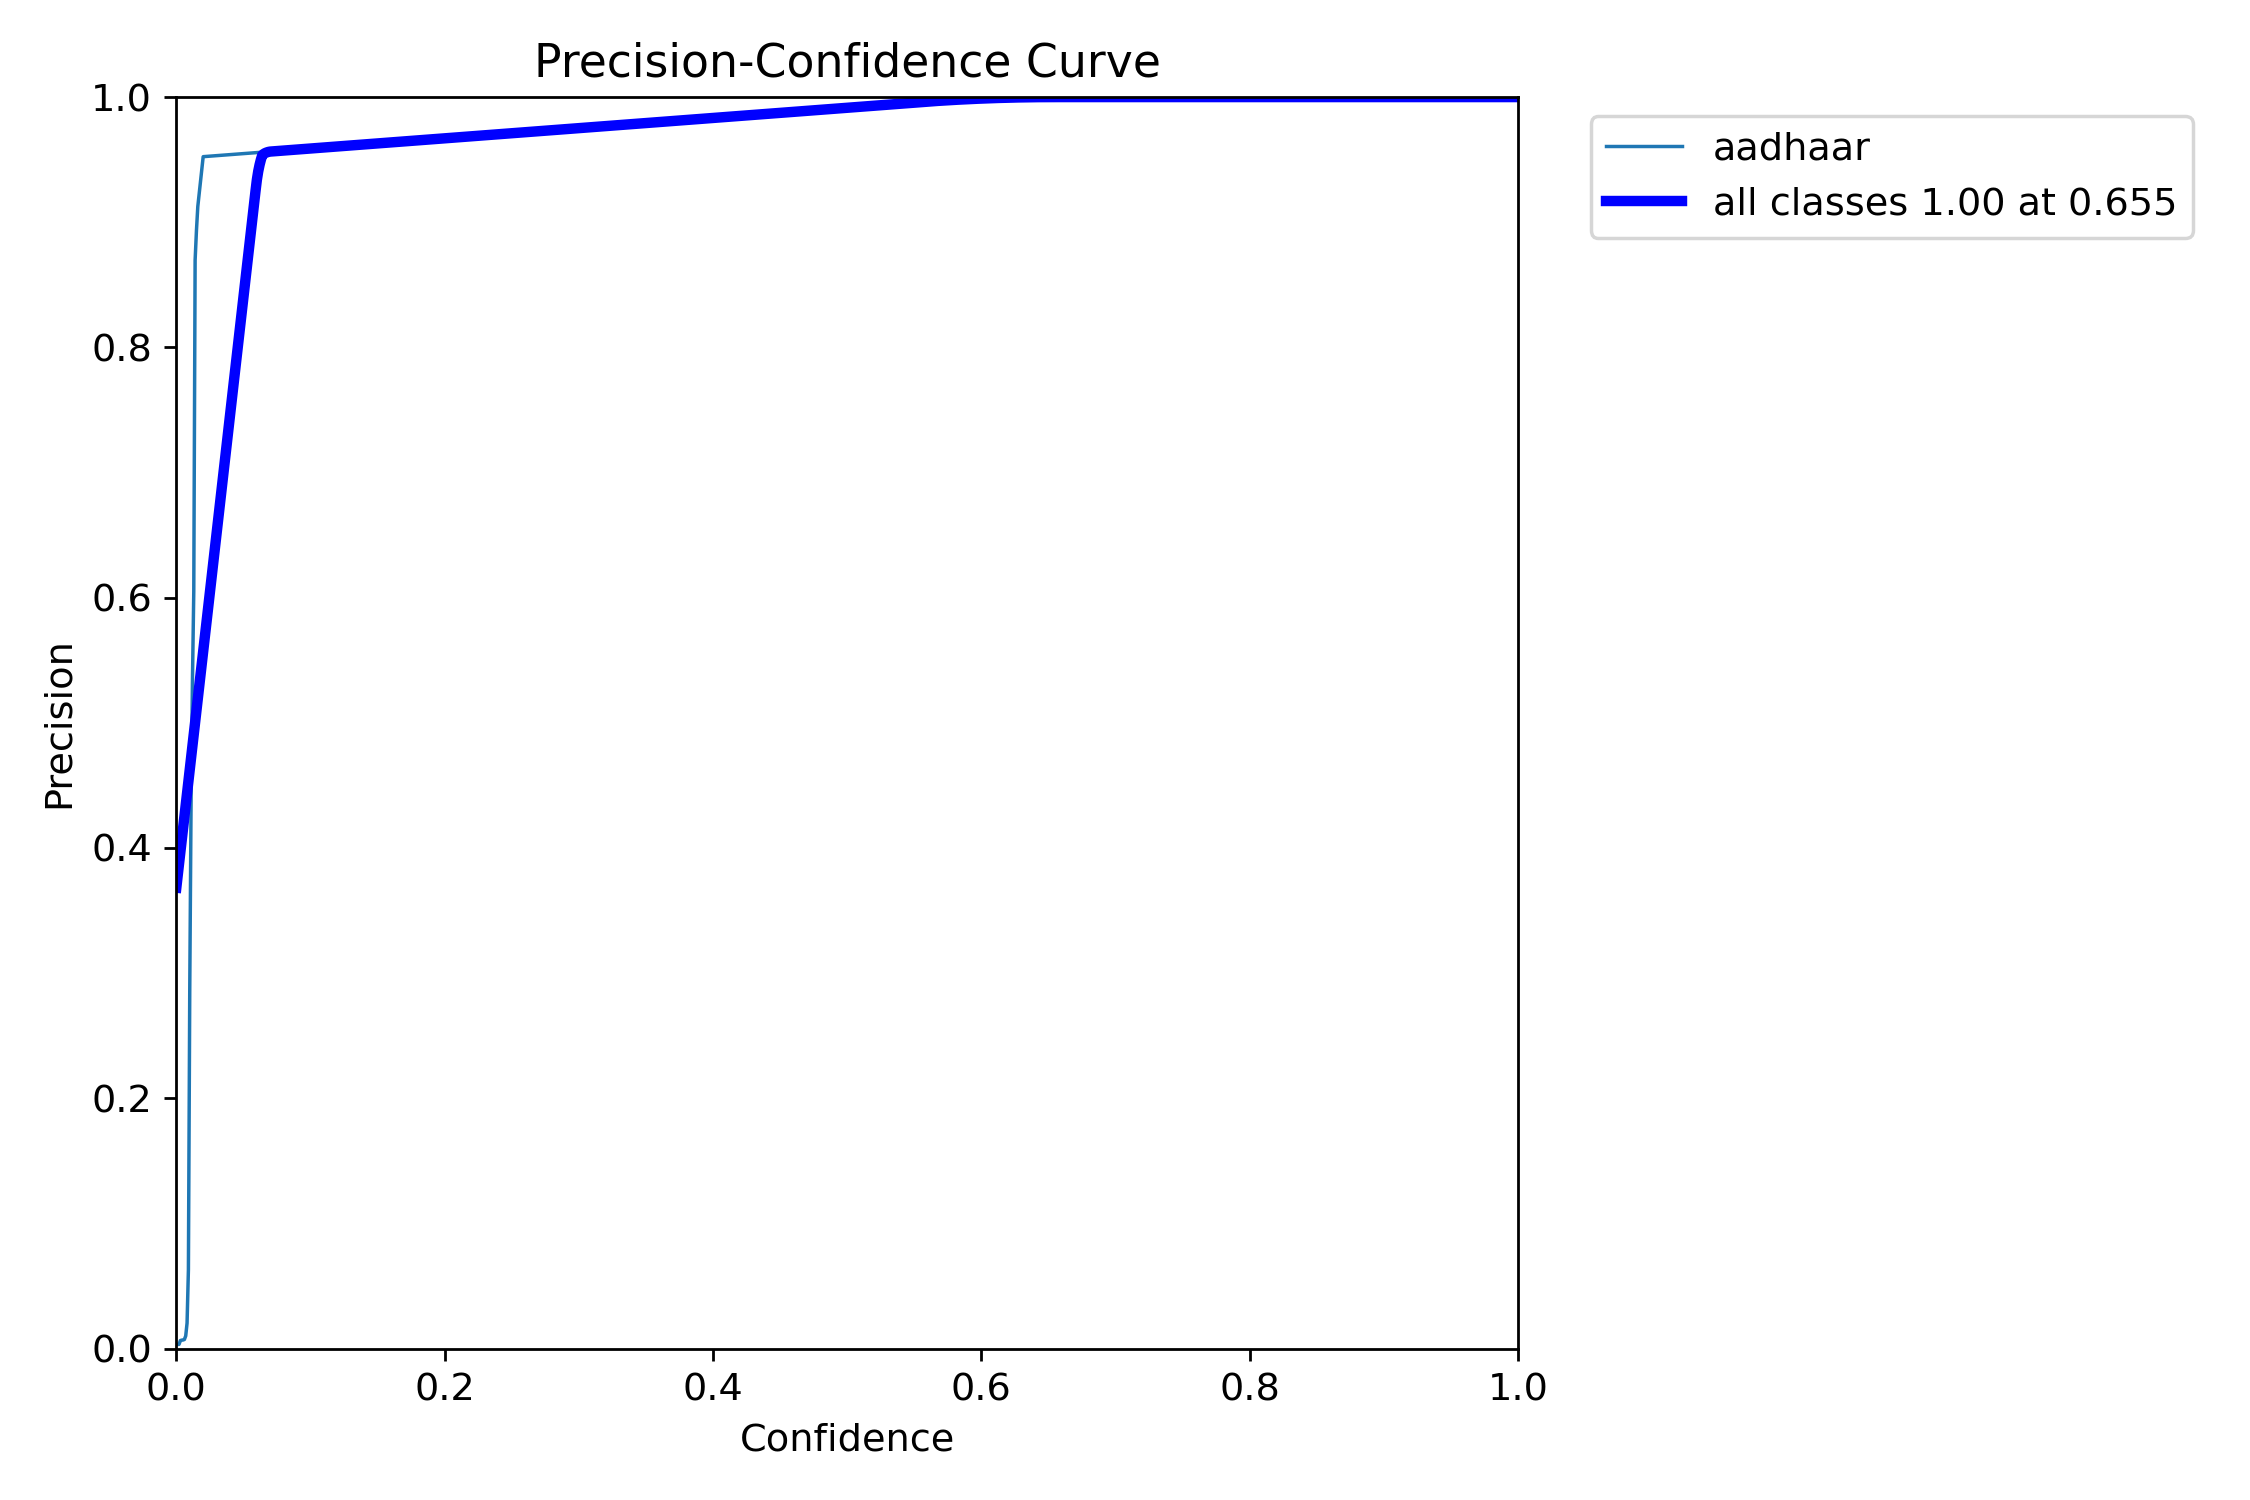 Precision-Confidence Curve
1.0
0.8
0.6
0.4
0.2
0.0
Precision
0.0 0.2 0.4 0.6 0.8 1.0
Confidence
aadhaar
all classes 1.00 at 0.655